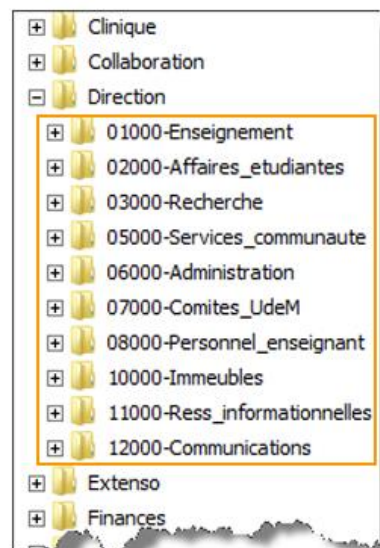 Clinique
Collaboration
Direction
01000-Enseignement
02000-Affaires_etudiantes
03000-Recherche
05000-Services_communaute
06000-Administration
07000-Comites_UdeM
08000-Personnel_enseignant
10000-Immeubles
11000-Ress_informationnelles
12000-Communications
Extenso
Finances